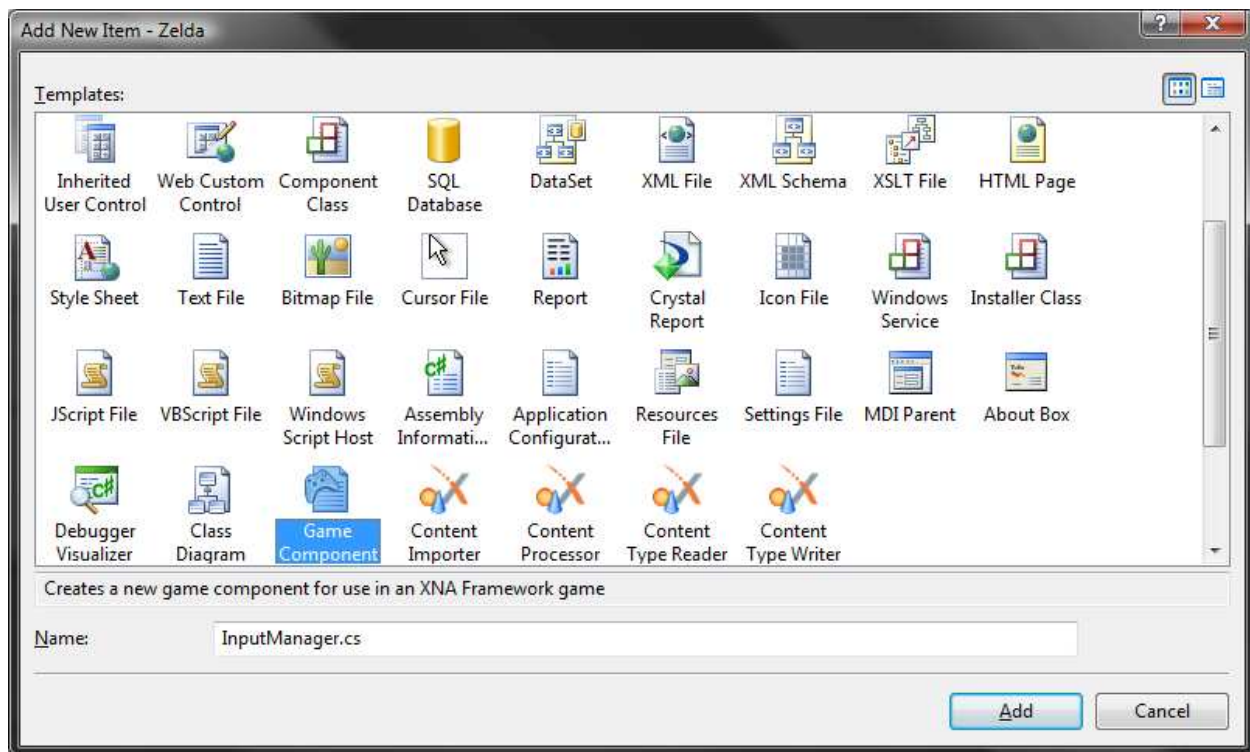 Add New Item - Zelda
Templates:
Inherited Web Custom Component SQL DataSet XML File XML Schema XSLT File HTML Page
User Control Control Class Database
Style Sheet Text File Bitmap File Cursor File Report Crystal Icon File Windows Installer Class
Report Service
JScript File VBScript File Windows Assembly Application Resources Settings File MDI Parent About Box
Script Host Informati... Configurat... File
Debugger Class Game Content Content Content Content
Visualizer Diagram Component Importer Processor Type Reader Type Writer
Creates a new game component for use in an XNA Framework game
Name: InputManager.cs
Add Cancel